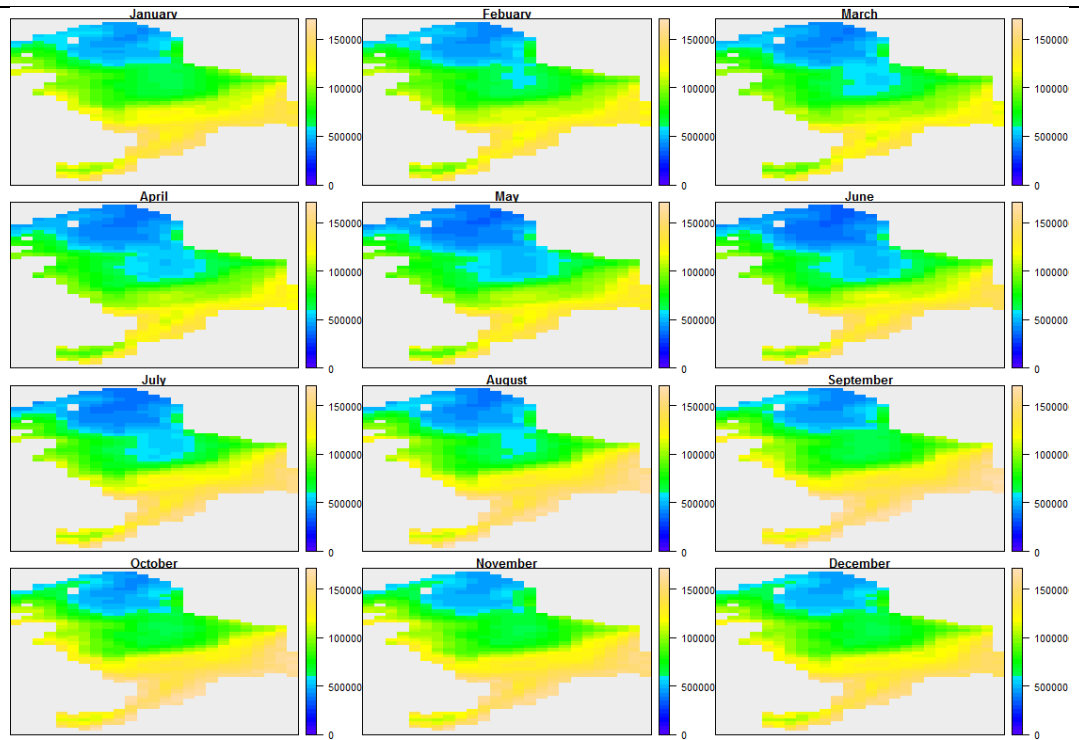 January Febuary March
150000 150000 150000
100000 100000 100000
500000 500000 500000
0 0 0
April May June
150000 150000 150000
100000 100000 100000
500000 500000 500000
0 0 0
July August September
150000 150000 150000
100000 100000 100000
500000 500000 500000
0 0 0
October November December
150000 150000 150000
100000 100000 100000
500000 500000 500000
0 0 0